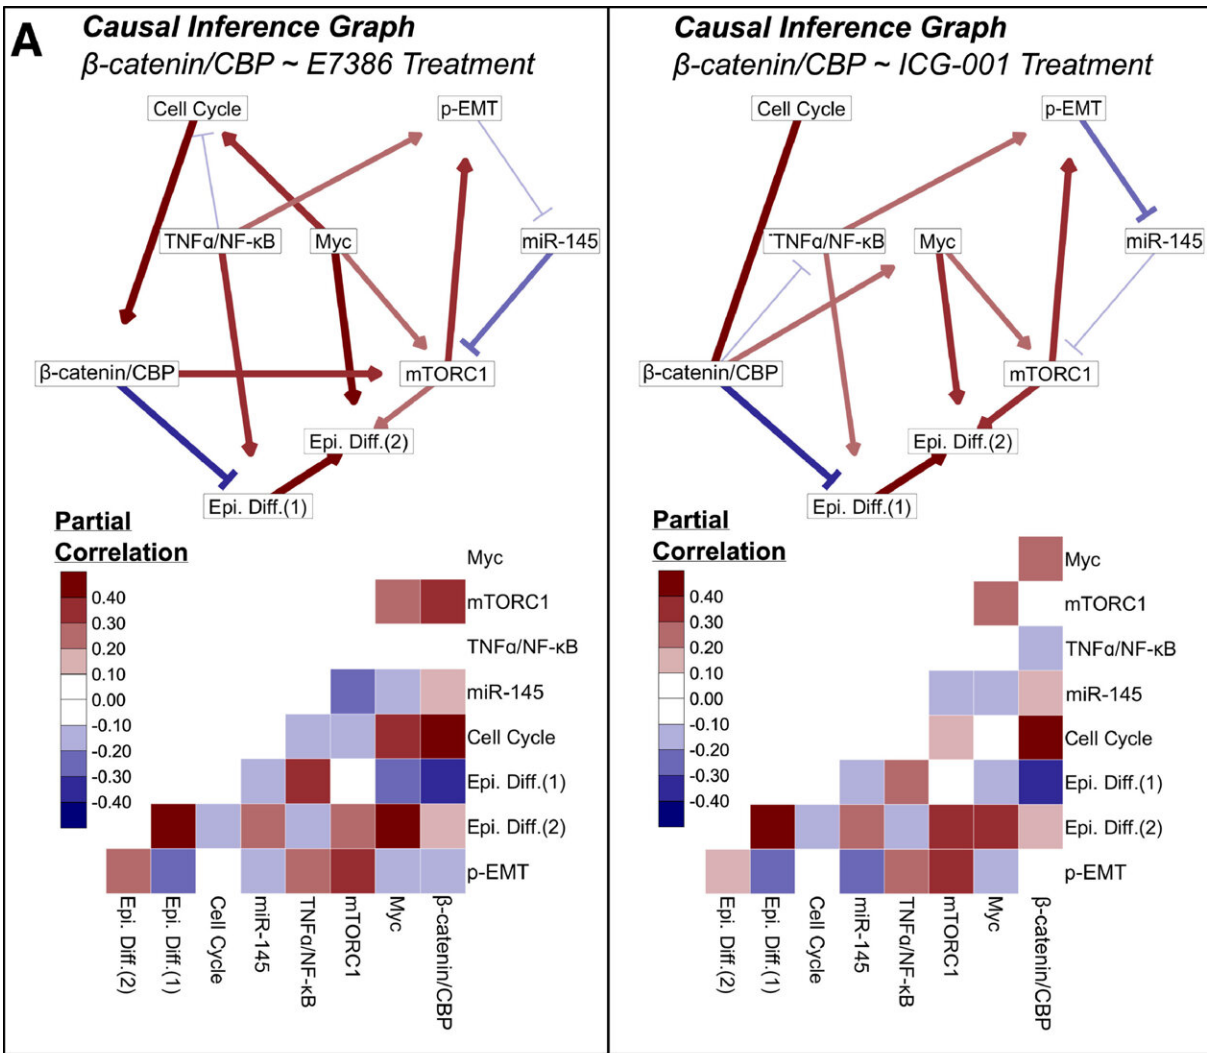 A
Causal Inference Graph
β-catenin/CBP ~ E7386 Treatment
Cell Cycle
p-EMT
TNFα/NF-κB
Myc
miR-145
β-catenin/CBP
mTORC1
Epi. Diff.(2)
Epi. Diff.(1)
Partial
Correlation
0.40
0.30
0.20
0.10
0.00
-0.10
-0.20
-0.30
-0.40
Myc
mTORC1
TNFα/NF-κB
miR-145
Cell Cycle
Epi. Diff.(1)
Epi. Diff.(2)
p-EMT
Epi. Diff.(2)
Epi. Diff.(1)
Cell Cycle
miR-145
TNFα/NF-κB
mTORC1
Myc
β-catenin/CBP
Causal Inference Graph
β-catenin/CBP ~ ICG-001 Treatment
Cell Cycle
p-EMT
TNFα/NF-κB
Myc
miR-145
β-catenin/CBP
mTORC1
Epi. Diff.(2)
Epi. Diff.(1)
Partial
Correlation
0.40
0.30
0.20
0.10
0.00
-0.10
-0.20
-0.30
-0.40
Myc
mTORC1
TNFα/NF-κB
miR-145
Cell Cycle
Epi. Diff.(1)
Epi. Diff.(2)
p-EMT
Epi. Diff.(2)
Epi. Diff.(1)
Cell Cycle
miR-145
TNFα/NF-κB
mTORC1
Myc
β-catenin/CBP